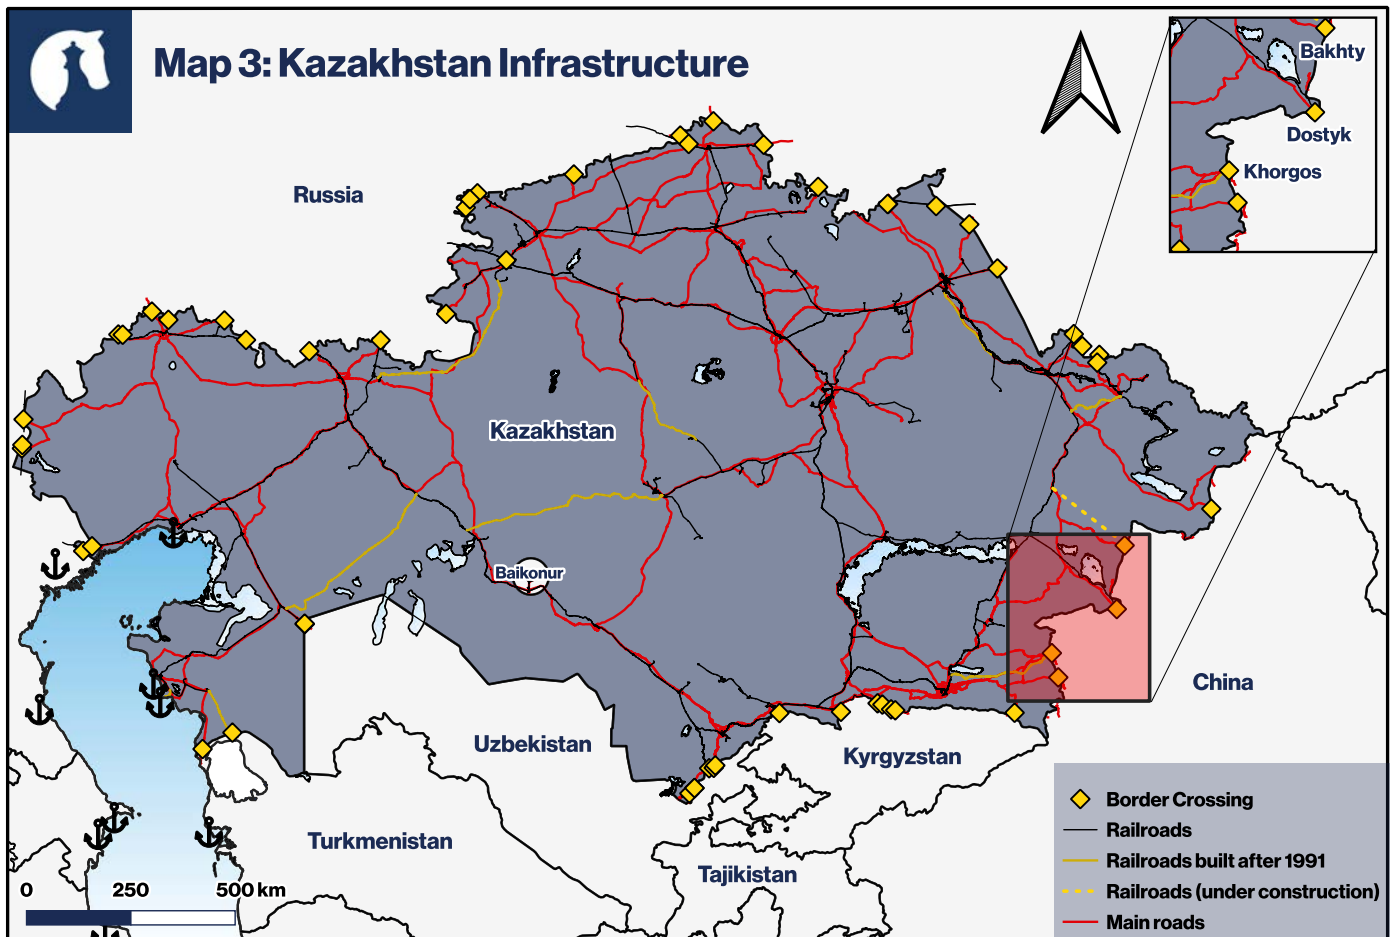 Map 3: Kazakhstan Infrastructure
Bakhty
Dostyk
Khorgos
Russia
Kazakhstan
Baikonur
China
Uzbekistan
Kyrgyzstan
Turkmenistan
Tajikistan
0 250 500 km
Border Crossing
Railroads
Railroads built after 1991
Railroads (under construction)
Main roads